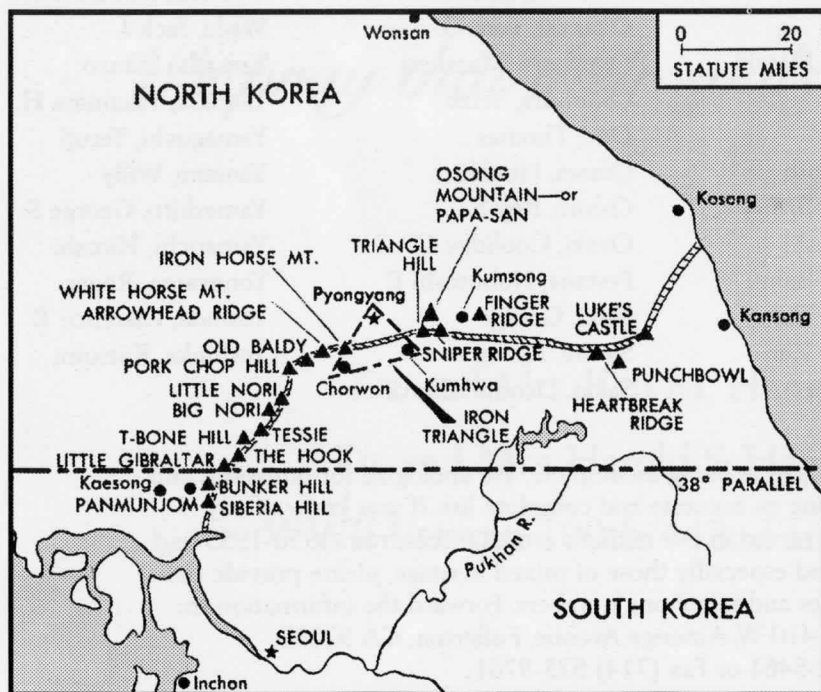 Wonsan
0 20
STATUTE MILES
NORTH KOREA
OSONG
MOUNTAIN—or
PAPA-SAN
Kosong
TRIANGLE
HILL
IRON HORSE MT.
Kumsong
Pyongyang
FINGER
RIDGE
WHITE HORSE MT.
ARROWHEAD RIDGE
LUKE'S
CASTLE
Kansong
OLD BALDY
SNIPER RIDGE
PORK CHOP HILL
PUNCHBOWL
Chorwon
Kumhwa
LITTLE NORI
BIG NORI
HEARTBREAK
RIDGE
IRON
TRIANGLE
TESSIE
T-BONE HILL
THE HOOK
LITTLE GIBRALTAR
38° PARALLEL
Kaesong
BUNKER HILL
PANMUNJOM
SIBERIA HILL
Pukhan R.
SOUTH KOREA
SEOUL
Inchon